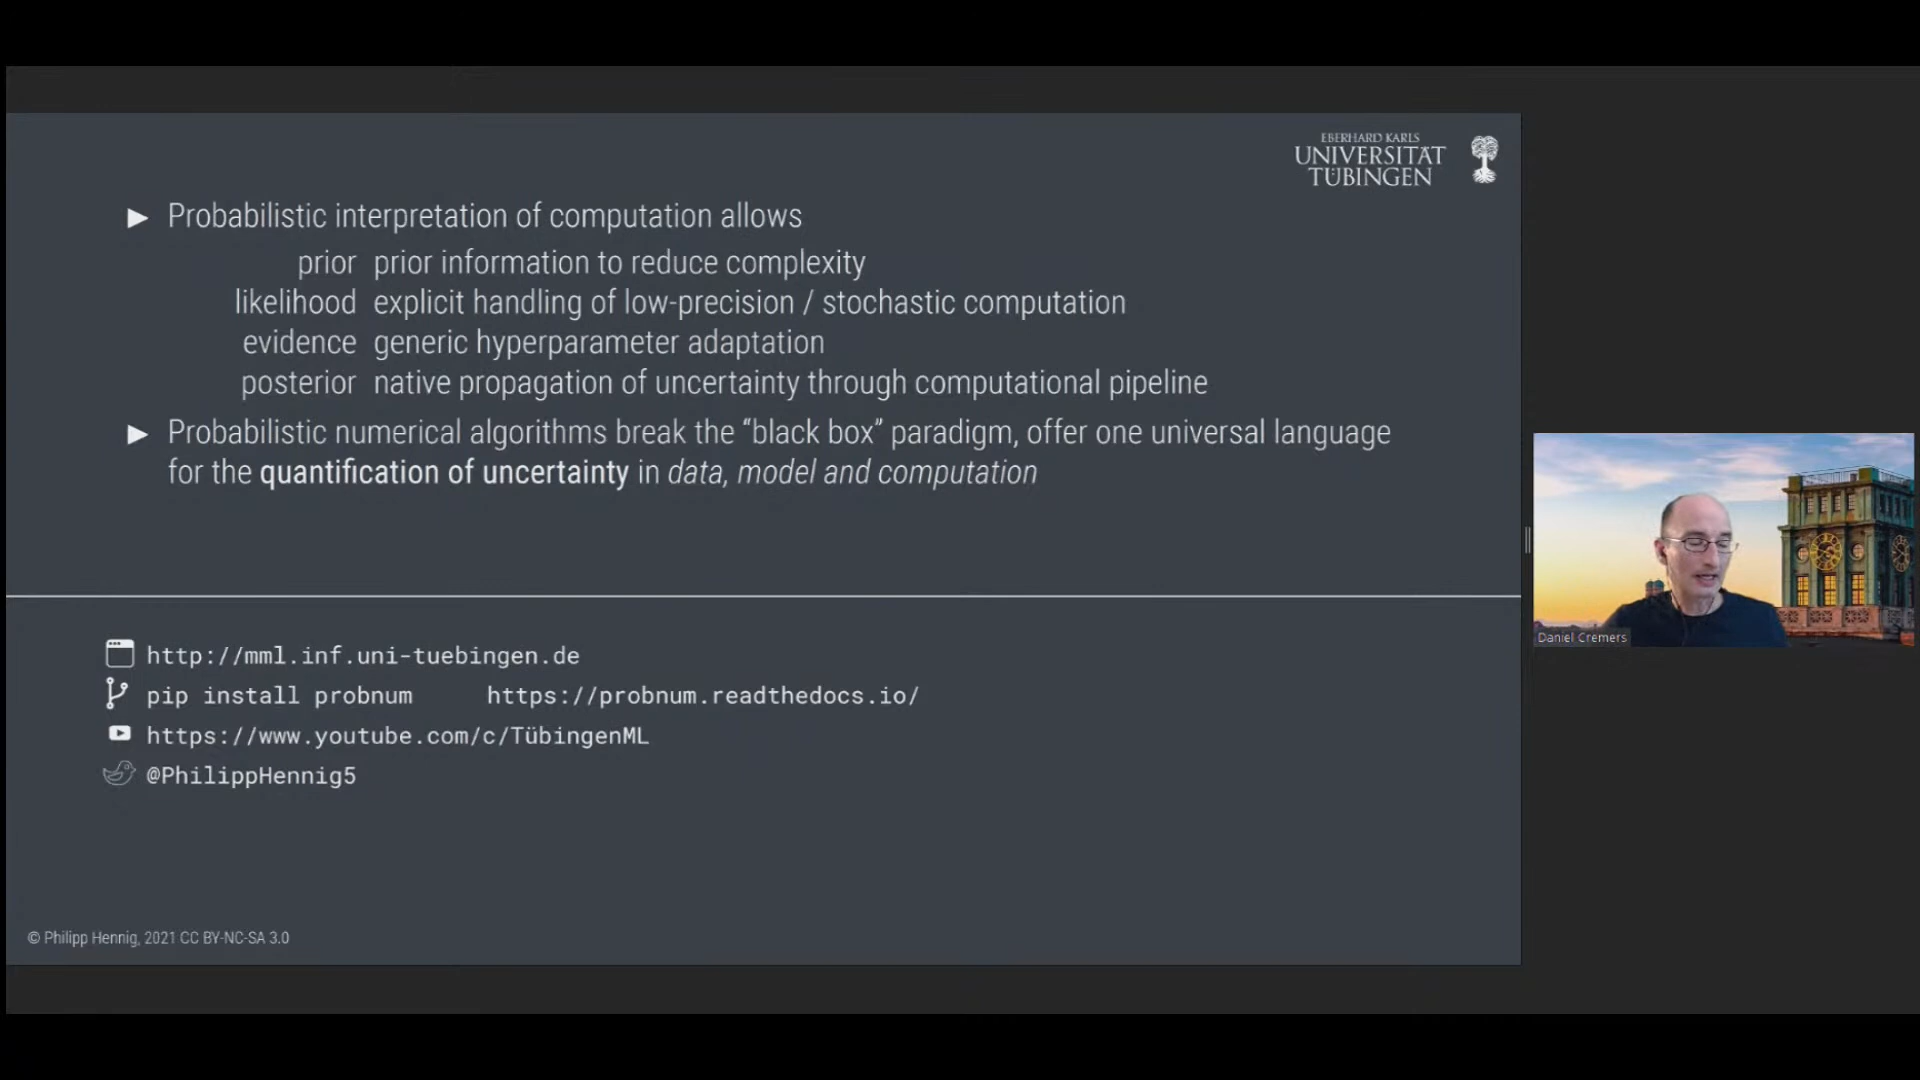 EBERHARD KARLS
UNIVERSITÄT
TÜBINGEN
► Probabilistic interpretation of computation allows
prior prior information to reduce complexity
likelihood explicit handling of low-precision / stochastic computation
evidence generic hyperparameter adaptation
posterior native propagation of uncertainty through computational pipeline
► Probabilistic numerical algorithms break the “black box” paradigm, offer one universal language
for the quantification of uncertainty in data, model and computation
http://mml.inf.uni-tuebingen.de
pip install probnum https://probnum.readthedocs.io/
https://www.youtube.com/c/TübingenML
@PhilippHennig5
© Philipp Hennig, 2021 CC BY-NC-SA 3.0
Daniel Cremers